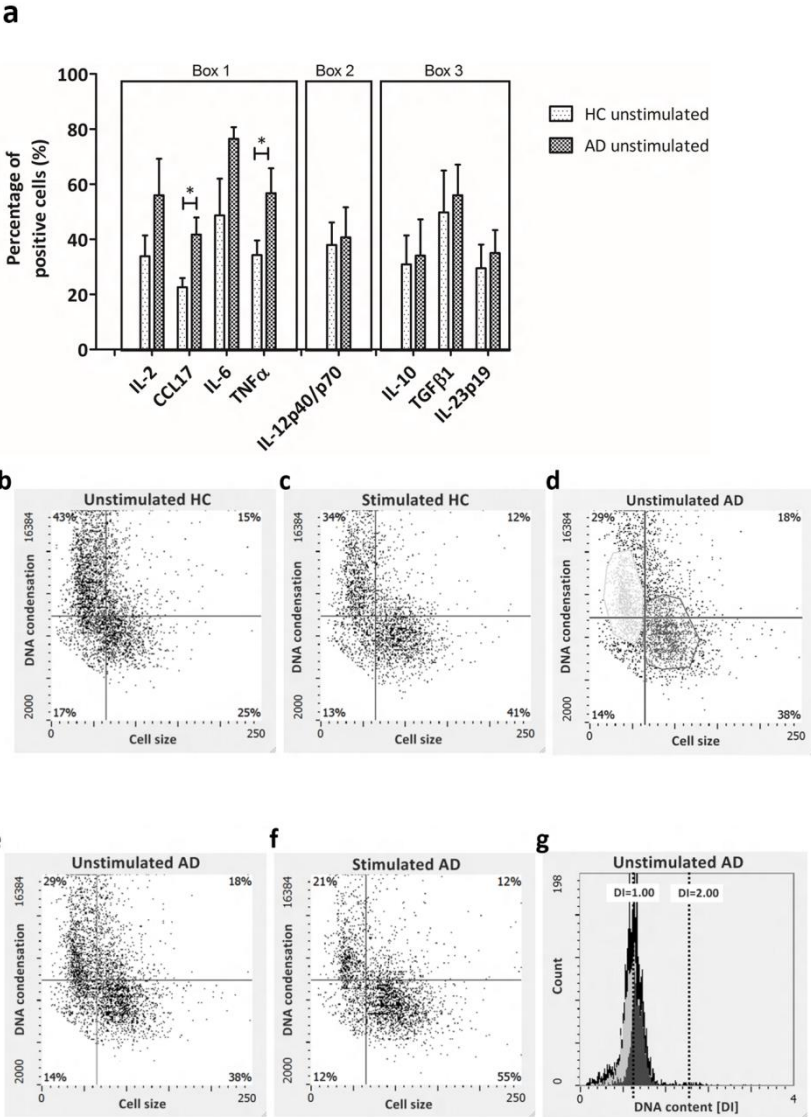 a
Box 1 Box 2 Box 3
100
80
60
40
20
0
Percentage of
positive cells (%)
* *
HC unstimulated
AD unstimulated
IL-2 CCL17 IL-6 TNFα IL-12p40/p70 IL-10 TGFβ1 IL-23p19
b
Unstimulated HC
43% 15%
16384
DNA condensation
2000
17% 25%
0 250
Cell size
c
Stimulated HC
34% 12%
16384
DNA condensation
2000
13% 41%
0 250
Cell size
d
Unstimulated AD
29% 18%
16384
DNA condensation
2000
14% 38%
0 250
Cell size
Unstimulated AD
29% 18%
16384
DNA condensation
2000
14% 38%
0 250
Cell size
f
Stimulated AD
21% 12%
16384
DNA condensation
2000
12% 55%
0 250
Cell size
g
Unstimulated AD
198
DI=1.00 DI=2.00
Count
0
0 4
DNA content [DI]